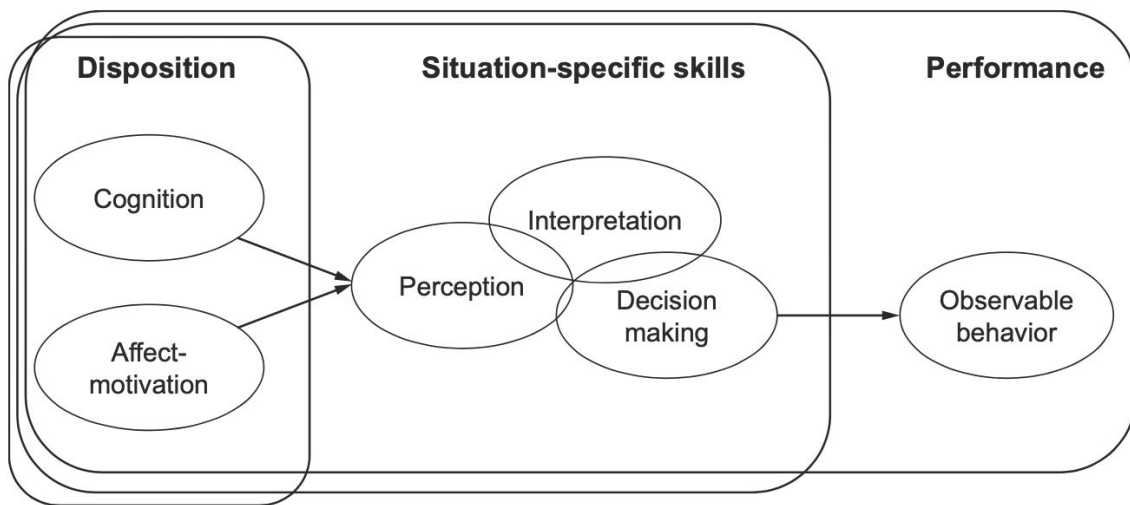 Disposition
Situation-specific skills
Performance
Cognition
Interpretation
Perception
Affect-
motivation
Decision
making
Observable
behavior